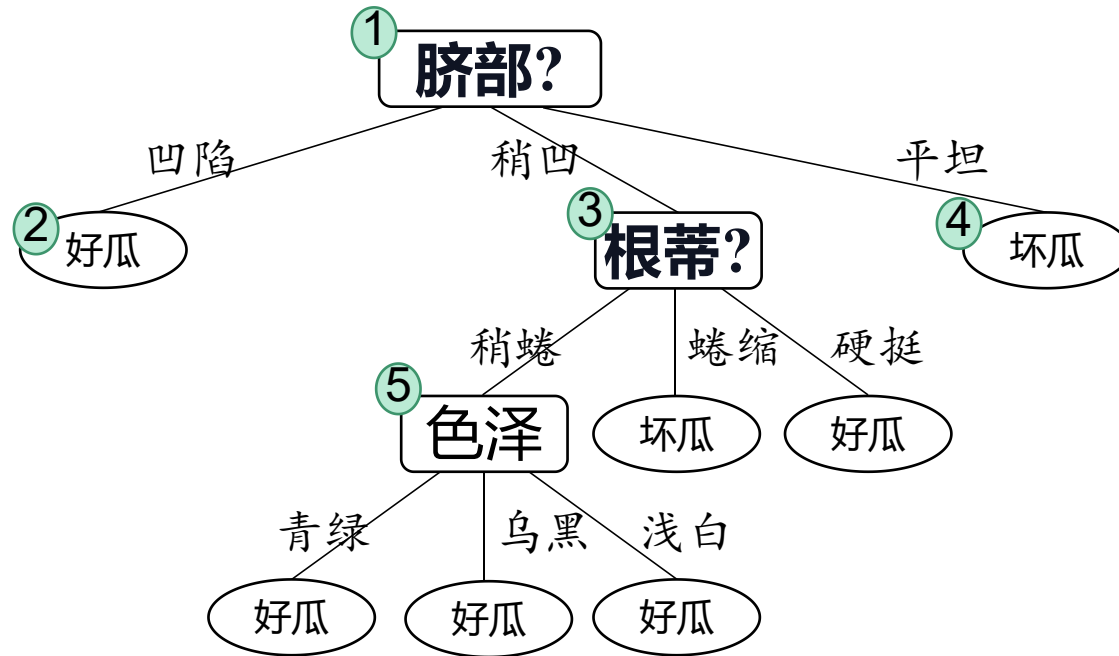 1
脐部?
凹陷
稍凹
平坦
2
好瓜
3
根蒂?
4
坏瓜
稍蜷
蜷缩
硬挺
5
色泽
坏瓜
好瓜
青绿
乌黑
浅白
好瓜
好瓜
好瓜